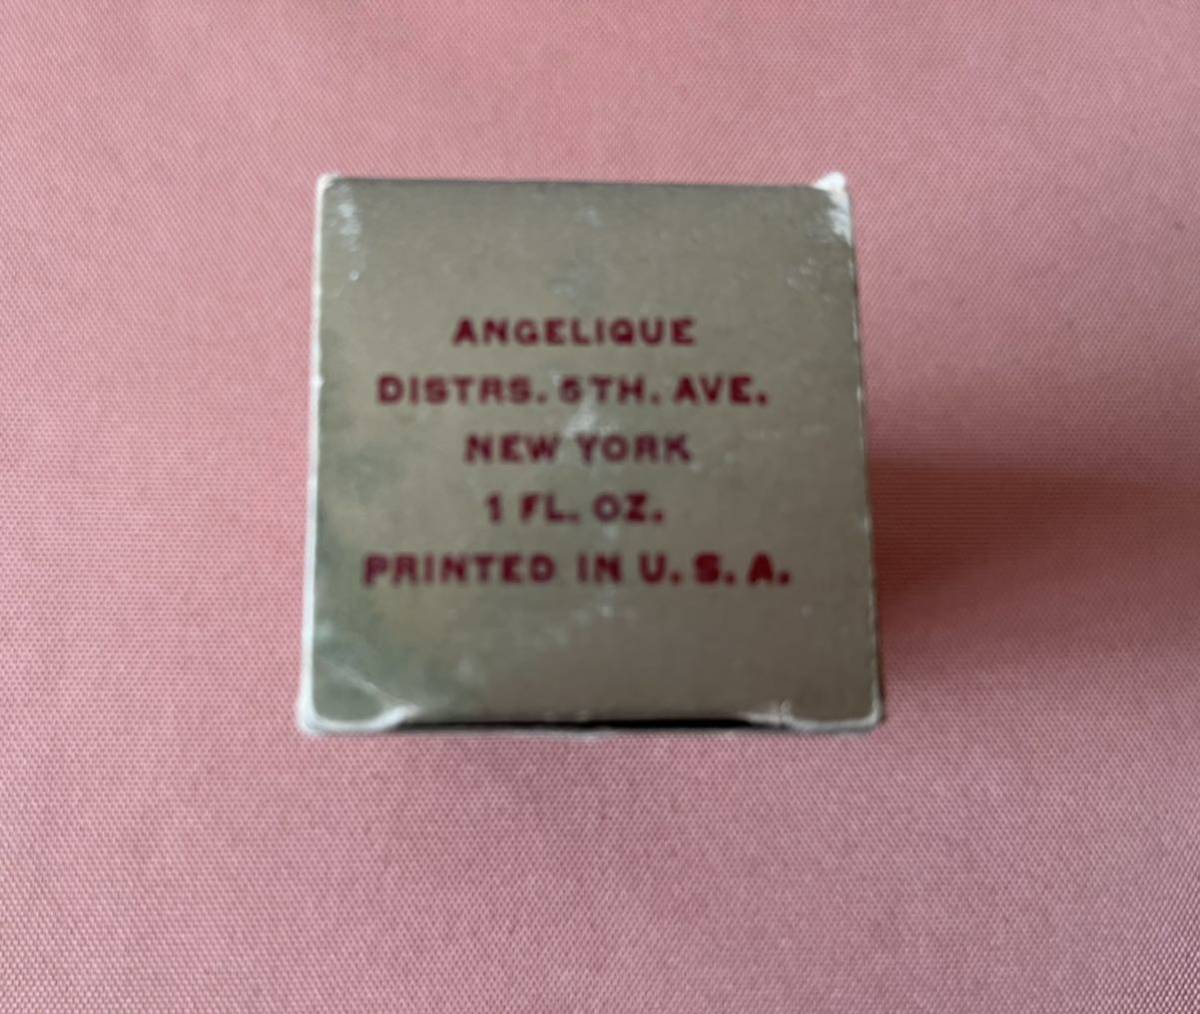 ANGELIQUE
DISTRS. 5TH. AVE.
NEW YORK
1 FL. OZ.
PRINTED IN U. S. A.